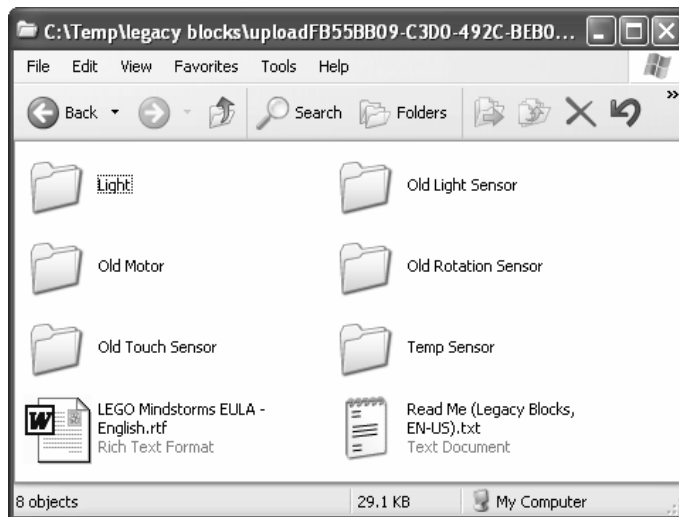 C:\Temp\legacy blocks\uploadFB55BB09-C3D0-492C-BEB0...
File Edit View Favorites Tools Help
Back Search Folders »
Light Old Light Sensor
Old Motor Old Rotation Sensor
Old Touch Sensor Temp Sensor
LEGO Mindstorms EULA -
English.rtf
Rich Text Format
Read Me (Legacy Blocks,
EN-US).txt
Text Document
8 objects 29.1 KB My Computer